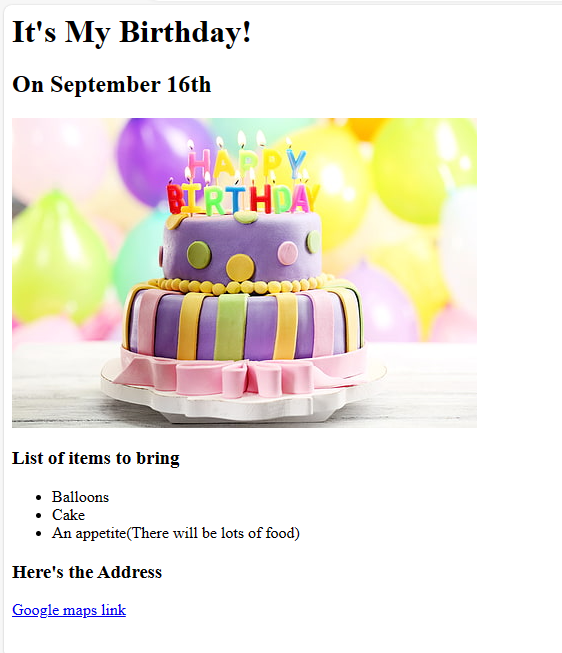 It's My Birthday!
On September 16th
HAPPY
BIRTHDAY
List of items to bring
Balloons
Cake
An appetite(There will be lots of food)
Here's the Address
Google maps link